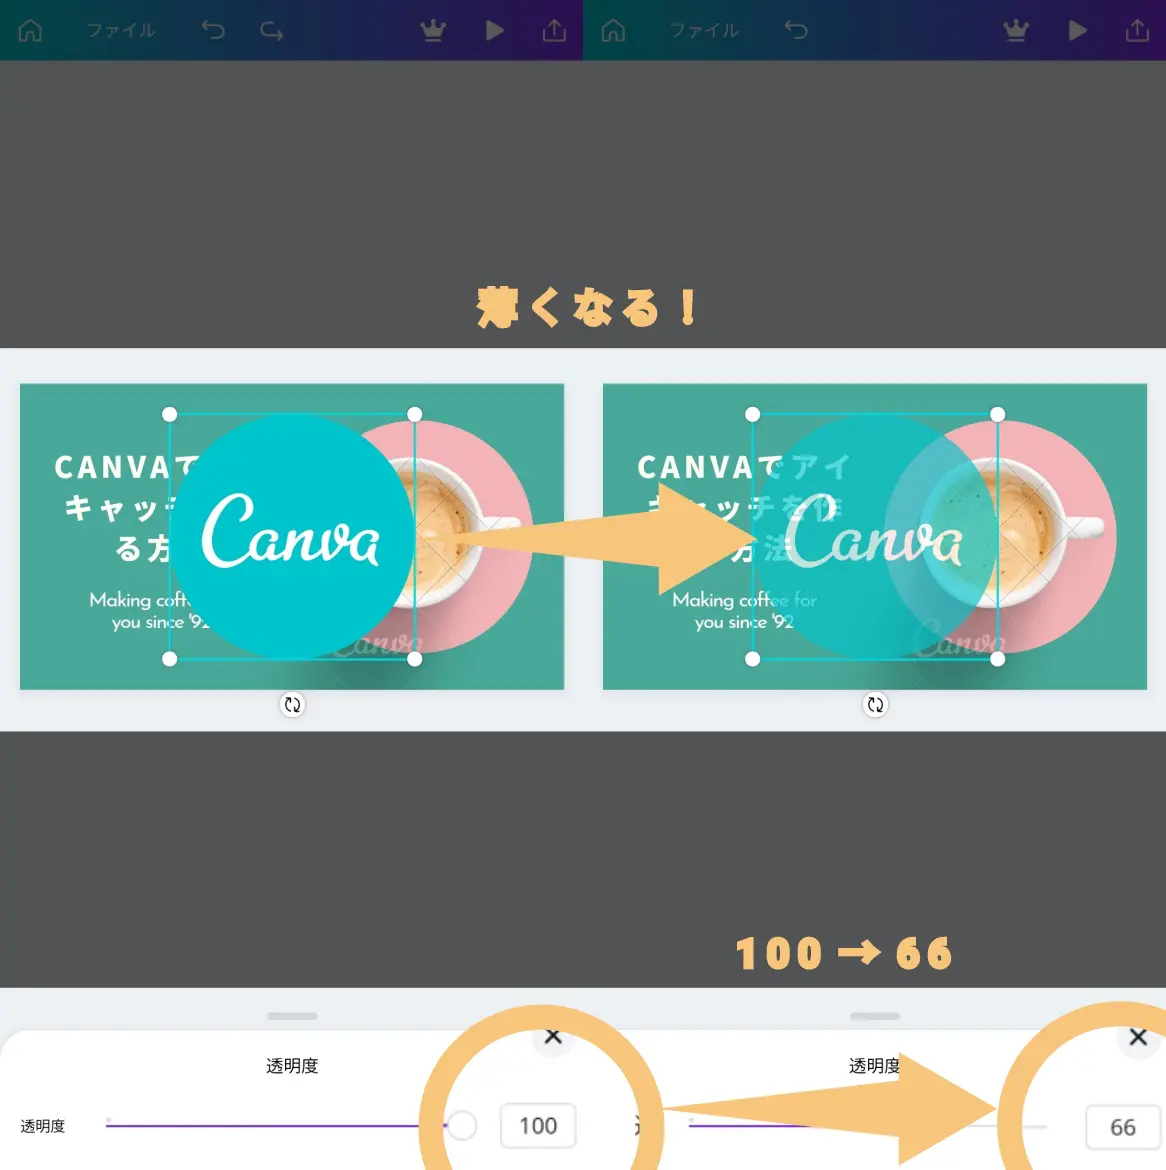 ファイル
ファイル
薄くなる！
CANVAで
キャッ
る方
Making coff
you since '92
Canva
Canva
CANVAでアイ
キャッチを作
方法
Making coffee for
you since '92
Canva
Canva
100→66
透明度
透明度
100
透明度
66